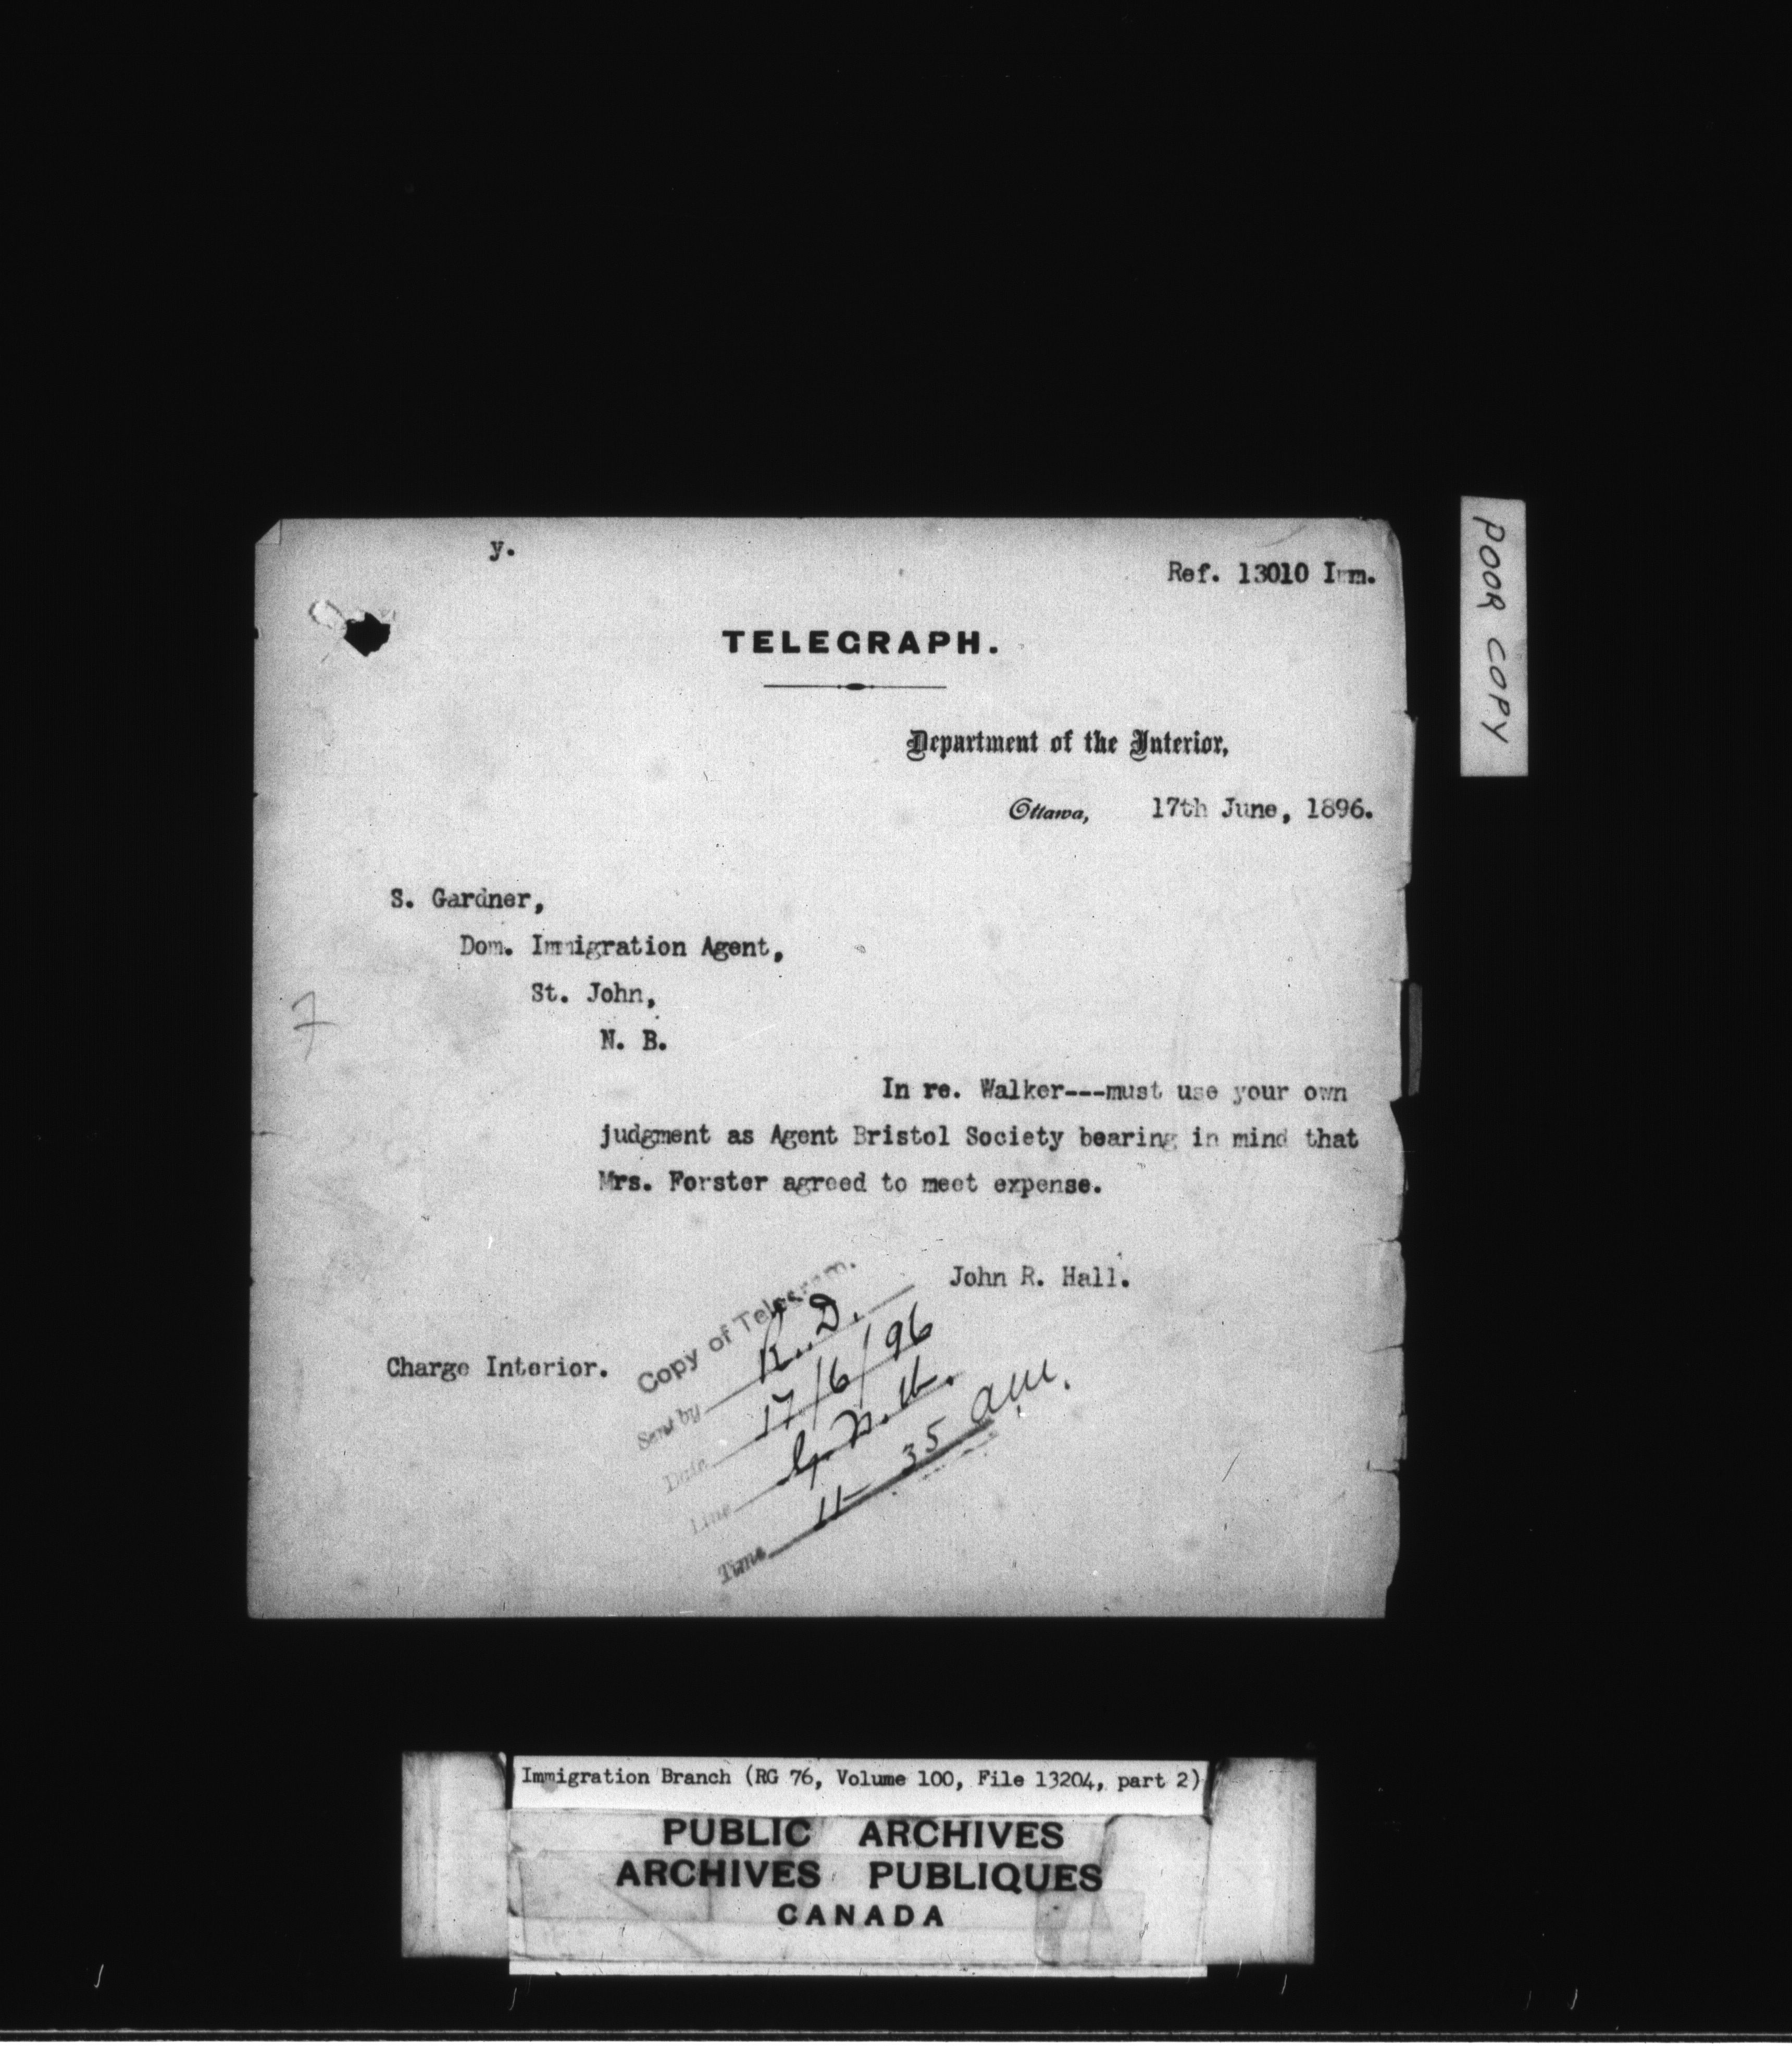 y.
Ref. 13010 Imm.
TELEGRAPH.
Department of the Interior,
Ottawa, 17th June, 1896.
S. Gardner,
Dom. Immigration Agent,
St. John,
N. B.
7
In re. Walker---must use your own
judgment as Agent Bristol Society bearing in mind that
Mrs. Forster agreed to meet expense.
John R. Hall.
Charge Interior.
Copy of Telegram.
Sent by R. D.
Date 17/6/96
Line
Time 11 35 a.m.
POOR COPY
Immigration Branch (RG 76, Volume 100, File 13204, part 2)
PUBLIC ARCHIVES
ARCHIVES PUBLIQUES
CANADA